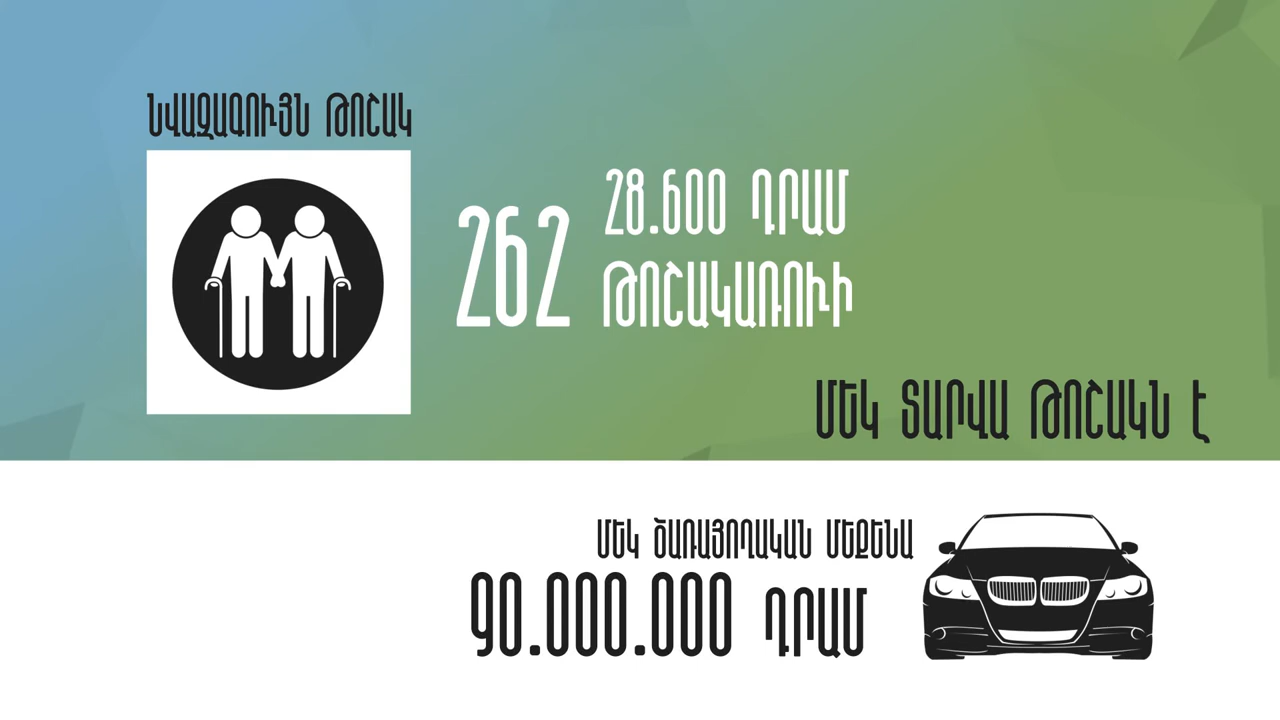 ՆՎԱԶԱԳՈՒՅՆ ԹՈՇԱԿ
262
28.600 ԴՐԱՄ
ԹՈՇԱԿԱՌՈՒԻ
ՄԵԿ ՏԱՐՎԱ ԹՈՇԱԿՆ Է
ՄԵԿ ԾԱՌԱՅՈՂԱԿԱՆ ՄԵՔԵՆԱ
90.000.000 ԴՐԱՄ